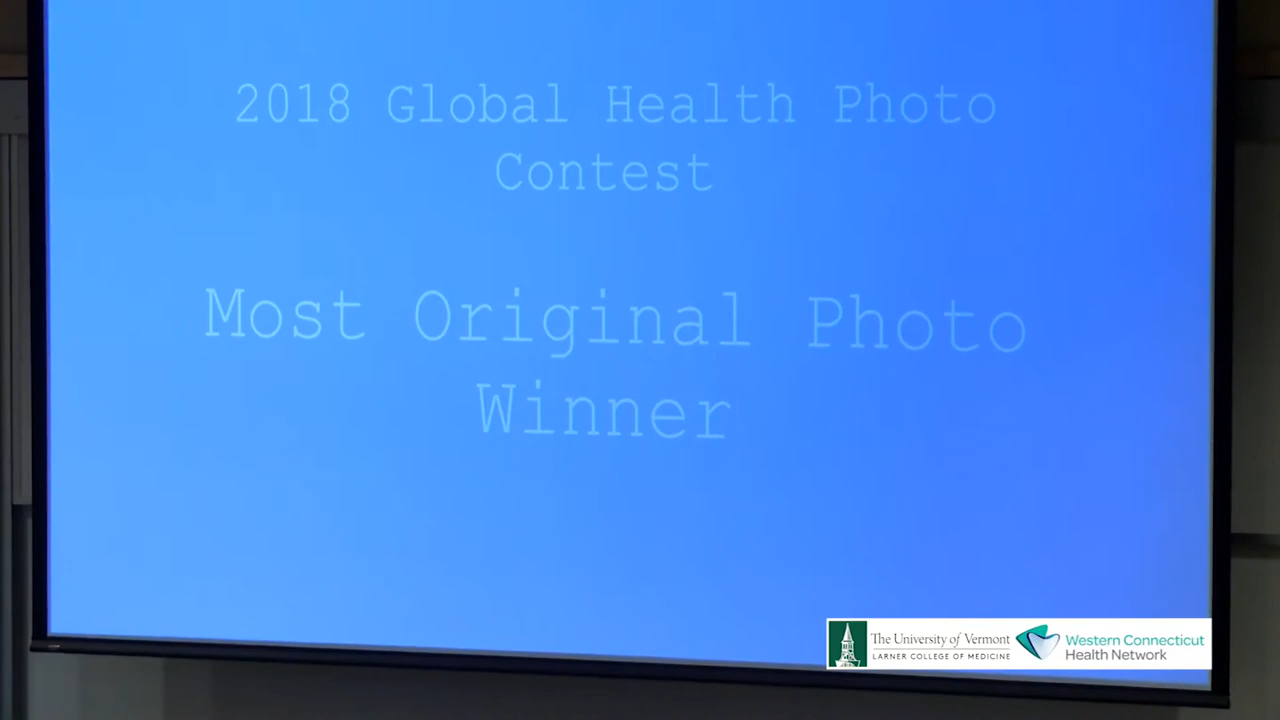 2018 Global Health Photo
Contest
Most Original Photo
Winner
The University of Vermont
LARNER COLLEGE OF MEDICINE
Western Connecticut
Health Network